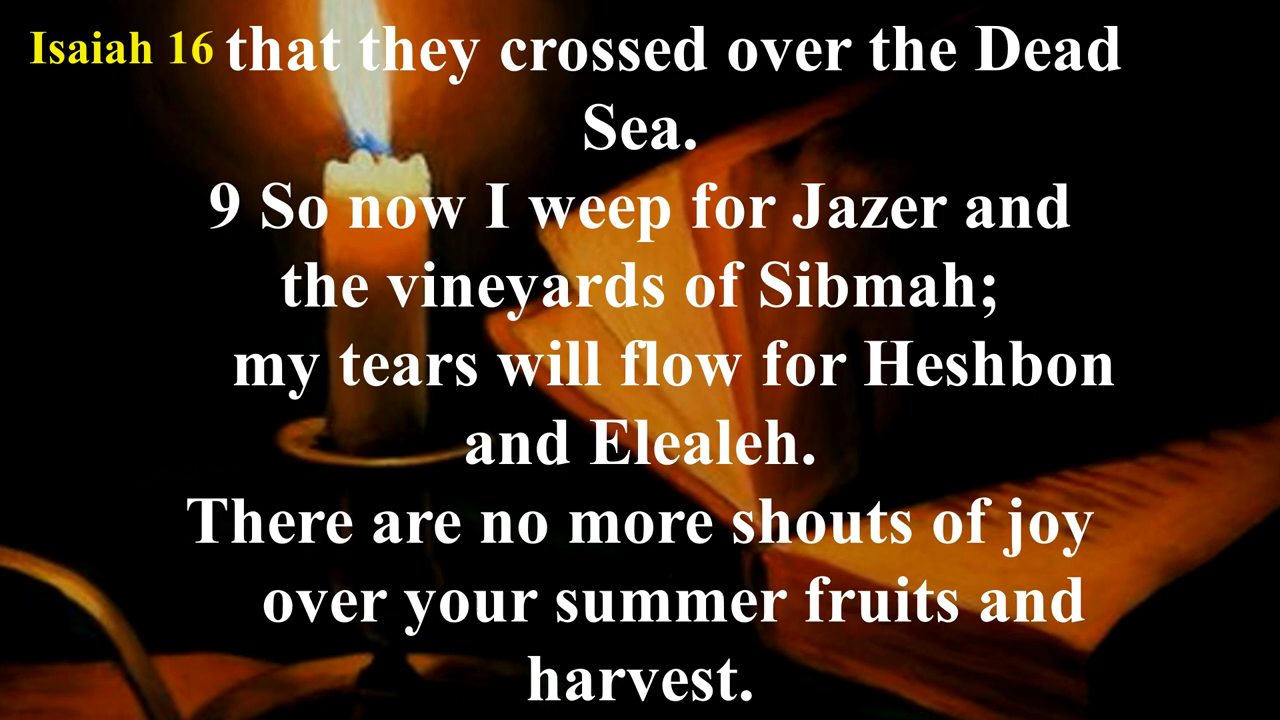 Isaiah 16
that they crossed over the Dead
Sea.
9 So now I weep for Jazer and
the vineyards of Sibmah;
my tears will flow for Heshbon
and Elealeh.
There are no more shouts of joy
over your summer fruits and
harvest.